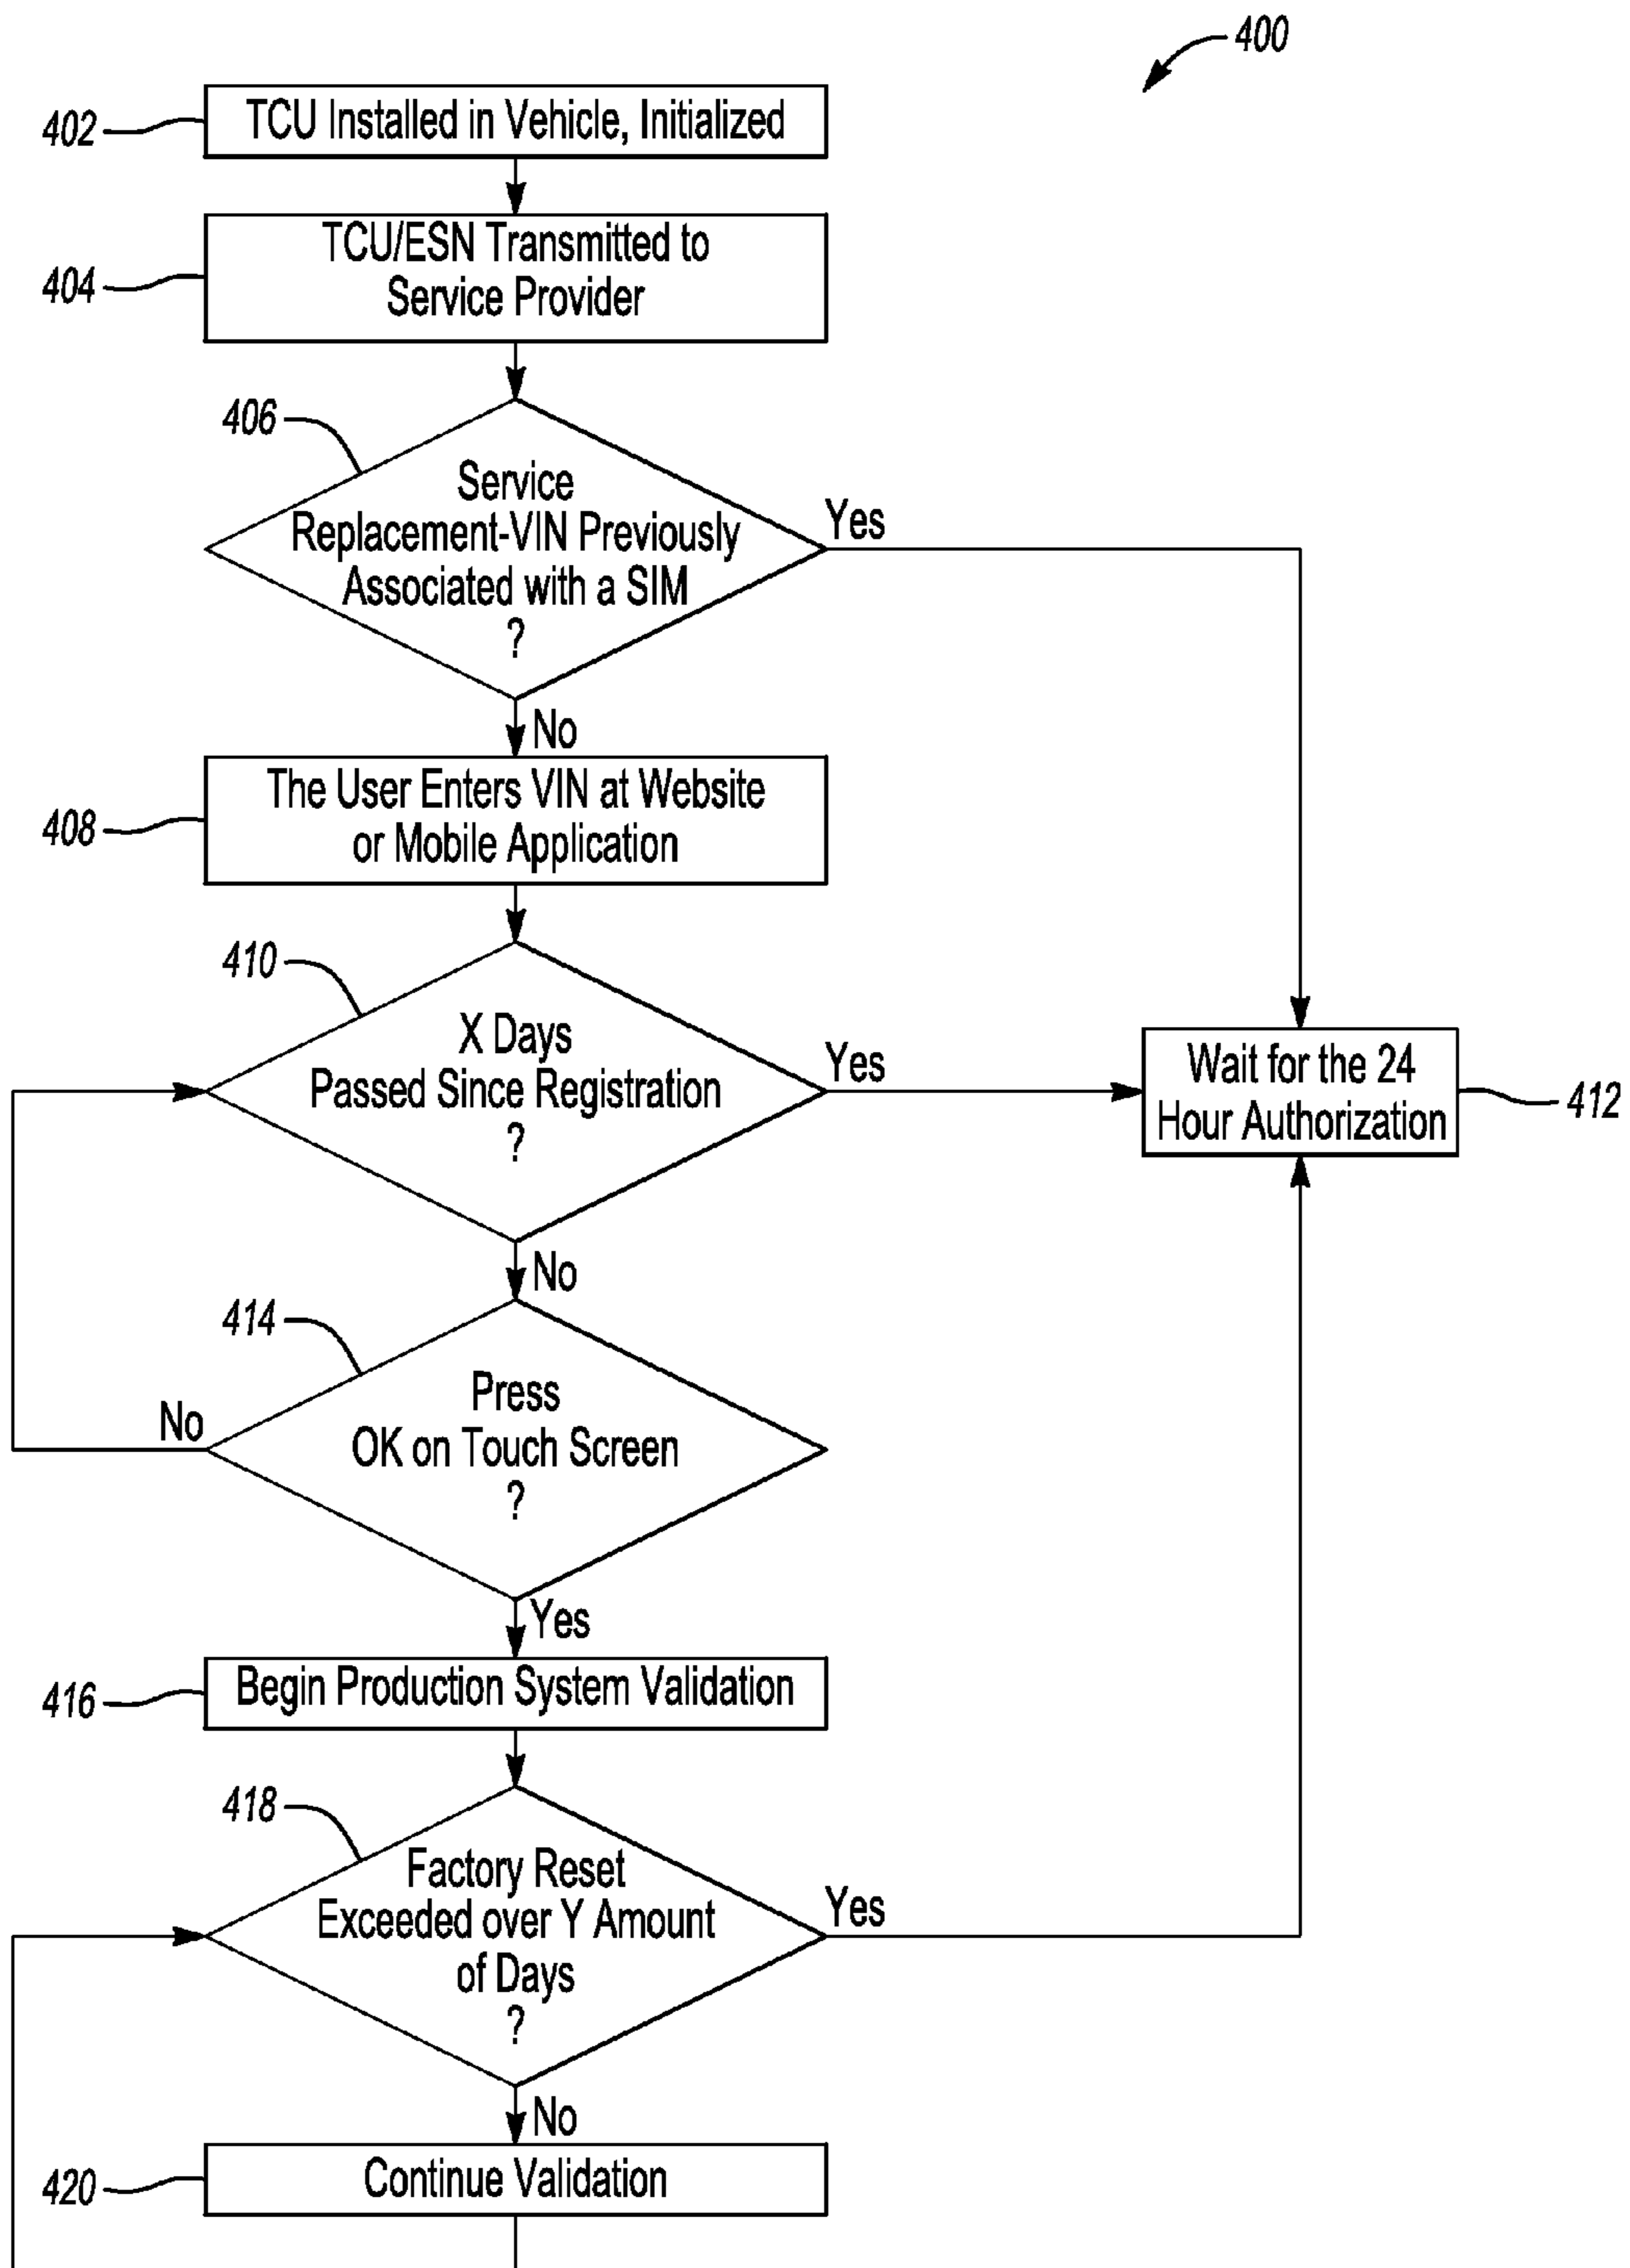 400
402
TCU Installed in Vehicle, Initialized
404
TCU/ESN Transmitted to
Service Provider
406
Service
Replacement-VIN Previously
Associated with a SIM
?
Yes
No
408
The User Enters VIN at Website
or Mobile Application
410
X Days
Passed Since Registration
?
Yes
Wait for the 24
Hour Authorization
412
No
414
Press
OK on Touch Screen
?
No
Yes
416
Begin Production System Validation
418
Factory Reset
Exceeded over Y Amount
of Days
?
Yes
No
420
Continue Validation